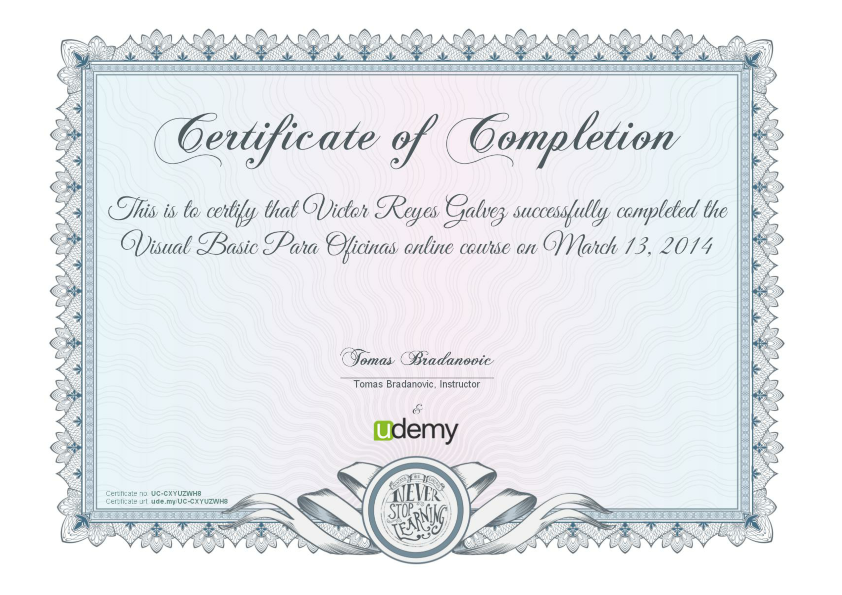 Certificate of Completion
This is to certify that Victor Reyes Galvez successfully completed the
Visual Basic Para Oficinas online course on March 13, 2014
Tomas Bradanovic
Tomas Bradanovic, Instructor
&
udemy
Certificate no: UC-CXYUZWH8
Certificate url: ude.my/UC-CXYUZWH8
NEVER
STOP
LEARNING